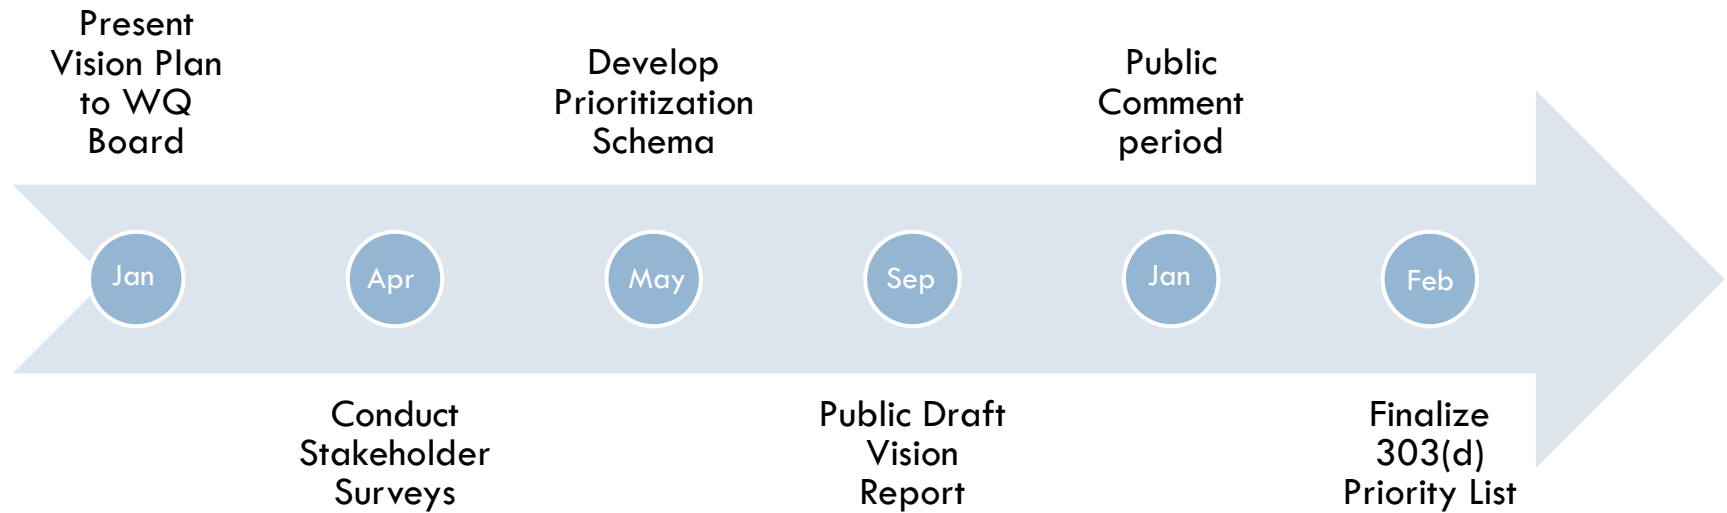 Present
Vision Plan
to WQ
Board
Develop
Prioritization
Schema
Public
Comment
period
Jan
Apr
May
Sep
Jan
Feb
Conduct
Stakeholder
Surveys
Public Draft
Vision
Report
Finalize
303(d)
Priority List